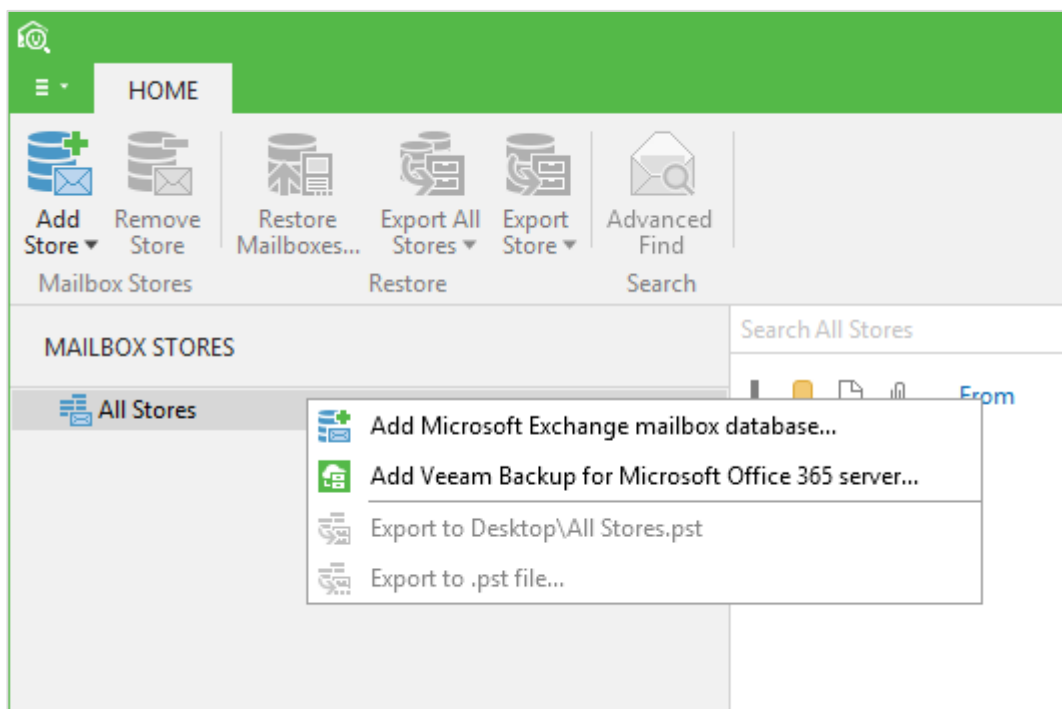 HOME
Add
Store
Remove
Store
Restore
Mailboxes...
Export All
Stores
Export
Store
Advanced
Find
Mailbox Stores
Restore
Search
MAILBOX STORES
Search All Stores
All Stores
From
Add Microsoft Exchange mailbox database...
Add Veeam Backup for Microsoft Office 365 server...
Export to Desktop\All Stores.pst
Export to .pst file...